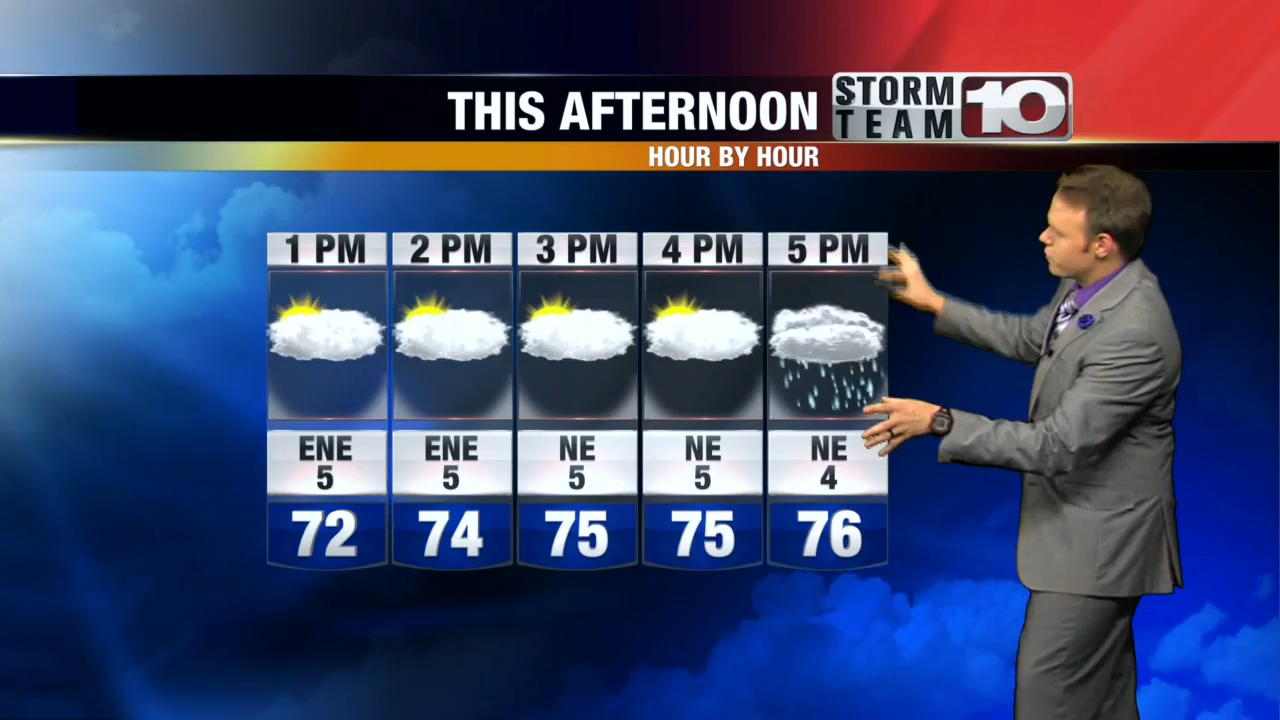 THIS AFTERNOON
STORM TEAM 10
HOUR BY HOUR
1 PM 2 PM 3 PM 4 PM 5 PM
ENE ENE NE NE NE
5 5 5 5 4
72 74 75 75 76